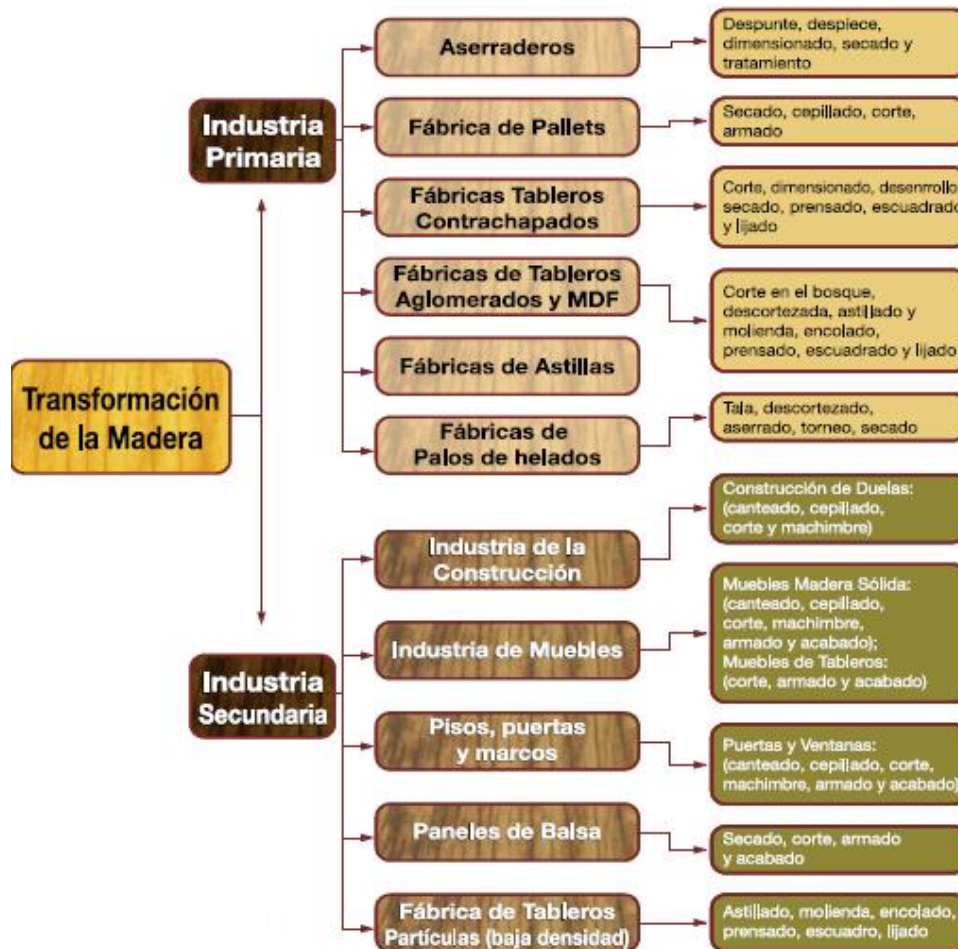 Transformación
de la Madera
Industria
Primaria
Aserraderos
Despunte, despiece,
dimensionado, secado y
tratamiento
Fábrica de Pallets
Secado, cepillado, corte,
armado
Fábricas Tableros
Contrachapados
Corte, dimensionado, desenrrollo,
secado, prensado, escuadrado
y lijado
Fábricas de Tableros
Aglomerados y MDF
Corte en el bosque,
descortezada, astillado y
molienda, encolado,
prensado, escuadrado y lijado
Fábricas de Astillas
Fábricas de
Palos de helados
Tala, descortezado,
aserrado, torneo, secado
Industria
Secundaria
Industria de la
Construcción
Construcción de Duelas:
(canteado, cepillado,
corte y machimbre)
Industria de Muebles
Muebles Madera Sólida:
(canteado, cepillado,
corte, machimbre,
armado y acabado);
Muebles de Tableros:
(corte, armado y acabado)
Pisos, puertas
y marcos
Puertas y Ventanas:
(canteado, cepillado, corte,
machimbre, armado y acabado)
Paneles de Balsa
Secado, corte, armado
y acabado
Fábrica de Tableros
Partículas (baja densidad)
Astillado, molienda, encolado,
prensado, escuadro, lijado